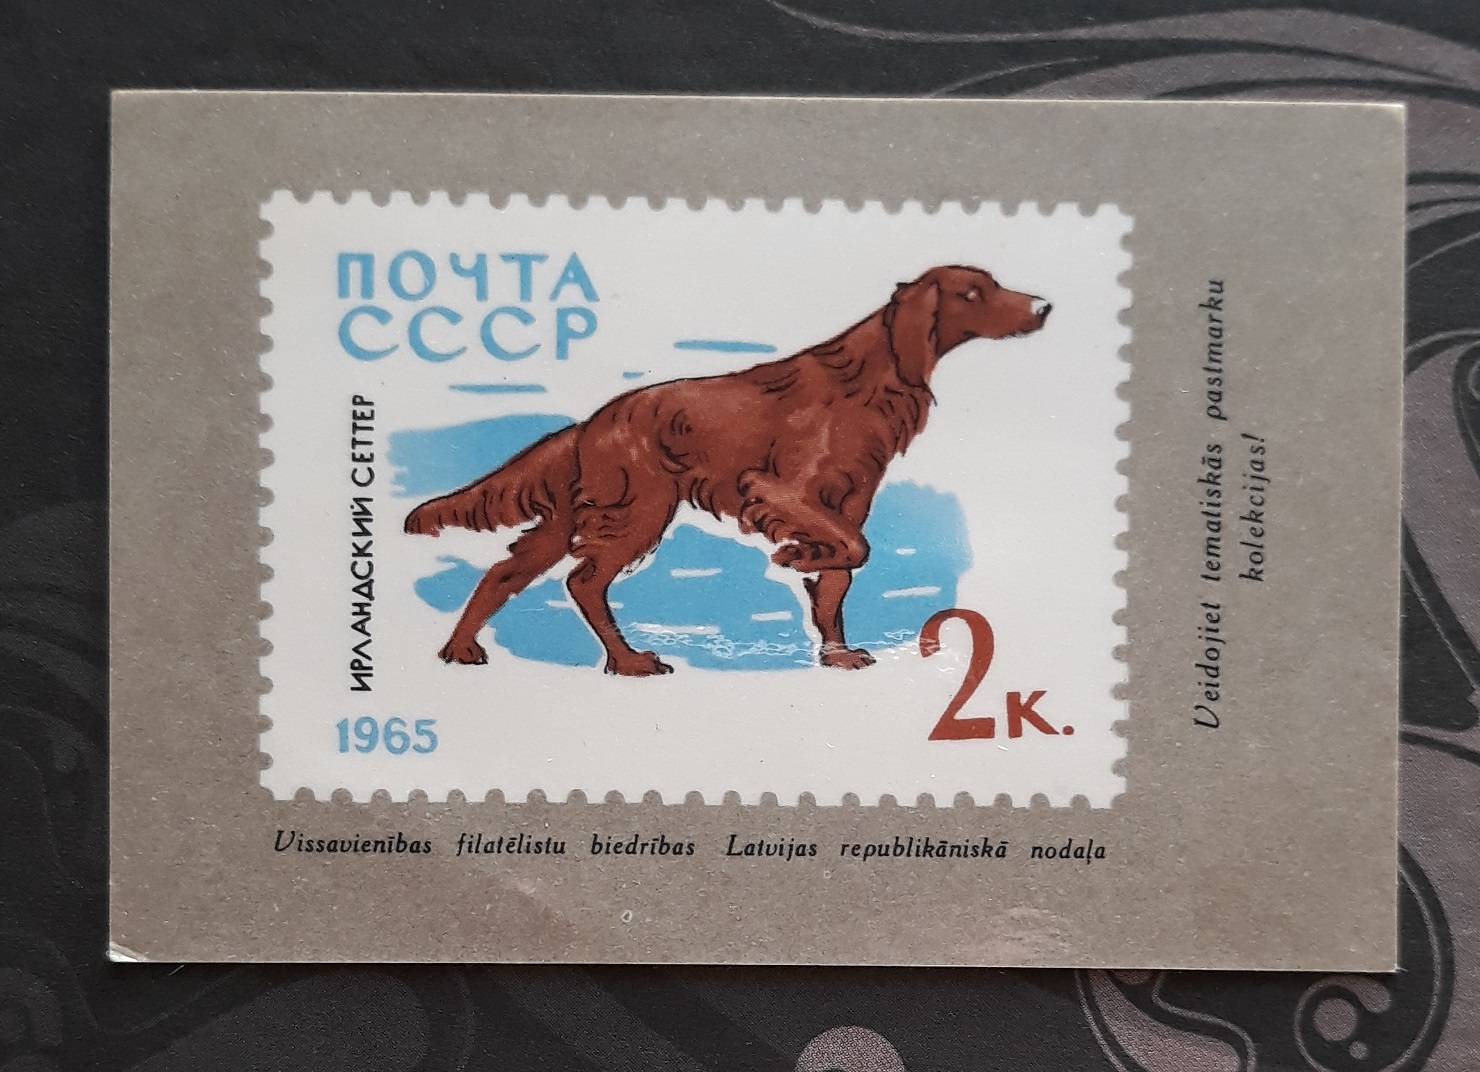 ПОЧТА
СССР
ИРЛАНДСКИЙ СЕТТЕР
1965
2к.
Vissavienības filatēlistu biedrības Latvijas republikāniskā nodaļa
Veidojiet tematiskās pastmarku
kolekcijas!